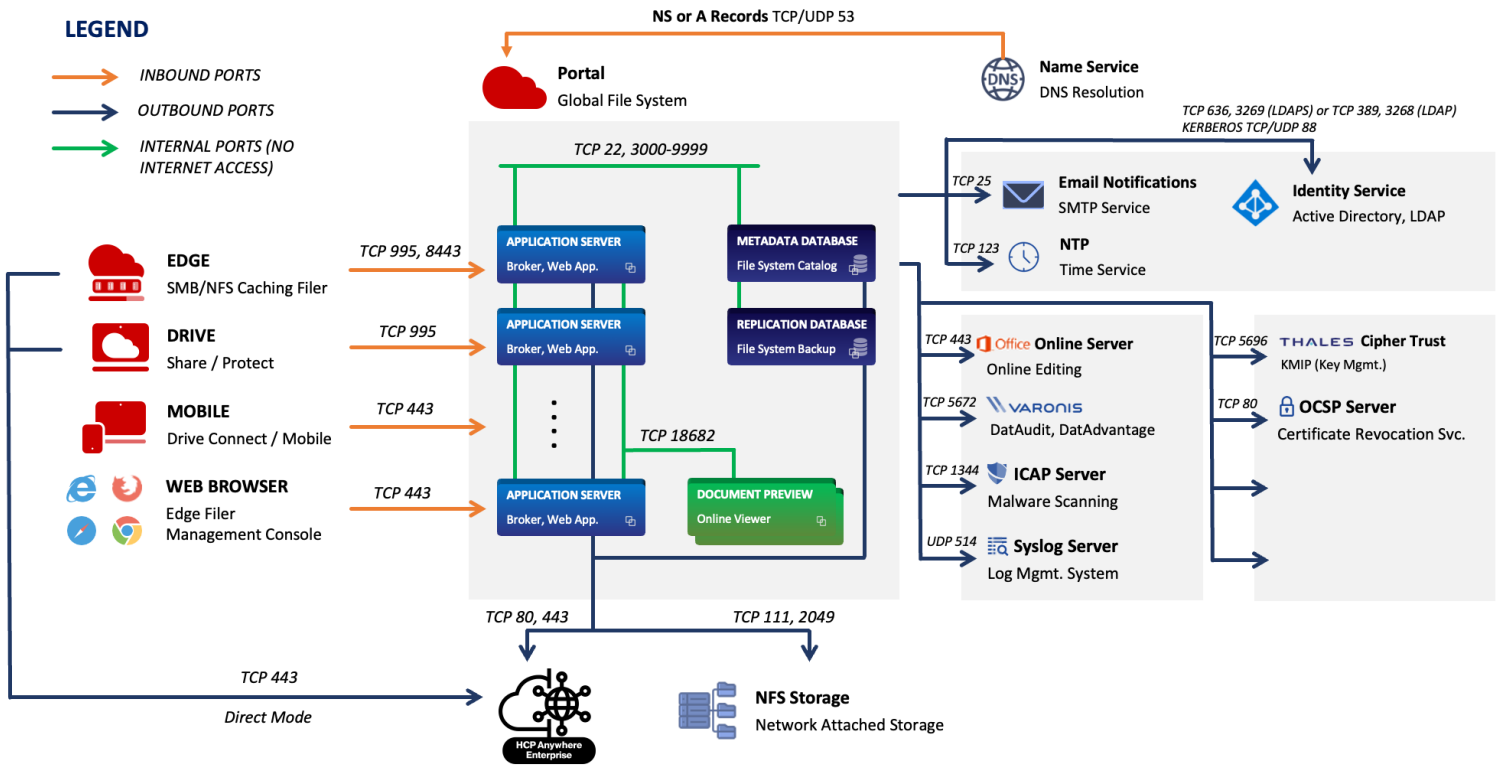 LEGEND
INBOUND PORTS
OUTBOUND PORTS
INTERNAL PORTS (NO
INTERNET ACCESS)
NS or A Records TCP/UDP 53
Portal
Global File System
DNS
Name Service
DNS Resolution
TCP 636, 3269 (LDAPS) or TCP 389, 3268 (LDAP)
KERBEROS TCP/UDP 88
TCP 22, 3000-9999
TCP 25
Email Notifications
SMTP Service
Identity Service
Active Directory, LDAP
TCP 123
NTP
Time Service
EDGE
SMB/NFS Caching Filer
TCP 995, 8443
APPLICATION SERVER
Broker, Web App.
METADATA DATABASE
File System Catalog
DRIVE
Share / Protect
TCP 995
APPLICATION SERVER
Broker, Web App.
REPLICATION DATABASE
File System Backup
TCP 443
Office Online Server
Online Editing
TCP 5696
THALES Cipher Trust
KMIP (Key Mgmt.)
MOBILE
Drive Connect / Mobile
TCP 443
TCP 18682
TCP 5672
VARONIS
DatAudit, DatAdvantage
TCP 80
OCSP Server
Certificate Revocation Svc.
WEB BROWSER
Edge Filer
Management Console
TCP 443
APPLICATION SERVER
Broker, Web App.
DOCUMENT PREVIEW
Online Viewer
TCP 1344
ICAP Server
Malware Scanning
UDP 514
Syslog Server
Log Mgmt. System
TCP 80, 443
TCP 111, 2049
TCP 443
Direct Mode
HCP Anywhere
Enterprise
NFS Storage
Network Attached Storage